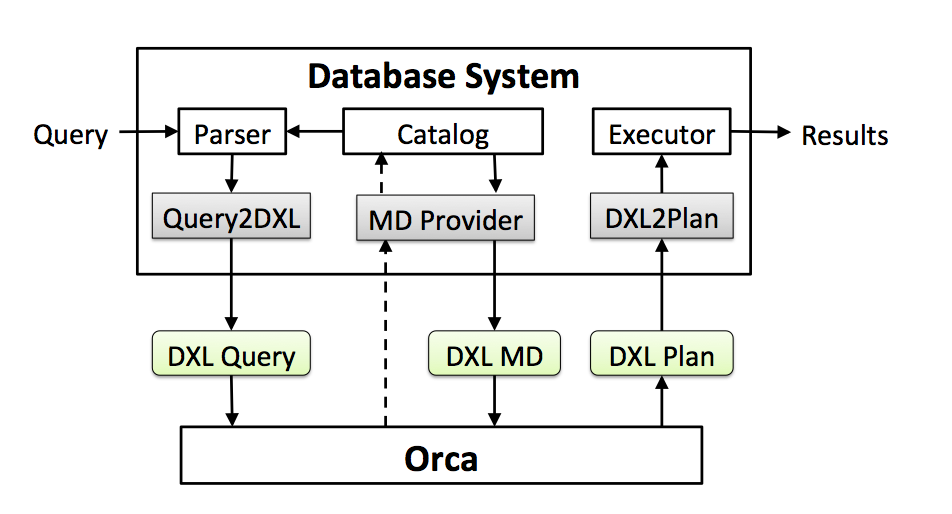 Database System
Query
Parser
Catalog
Executor
Results
Query2DXL
MD Provider
DXL2Plan
DXL Query
DXL MD
DXL Plan
Orca